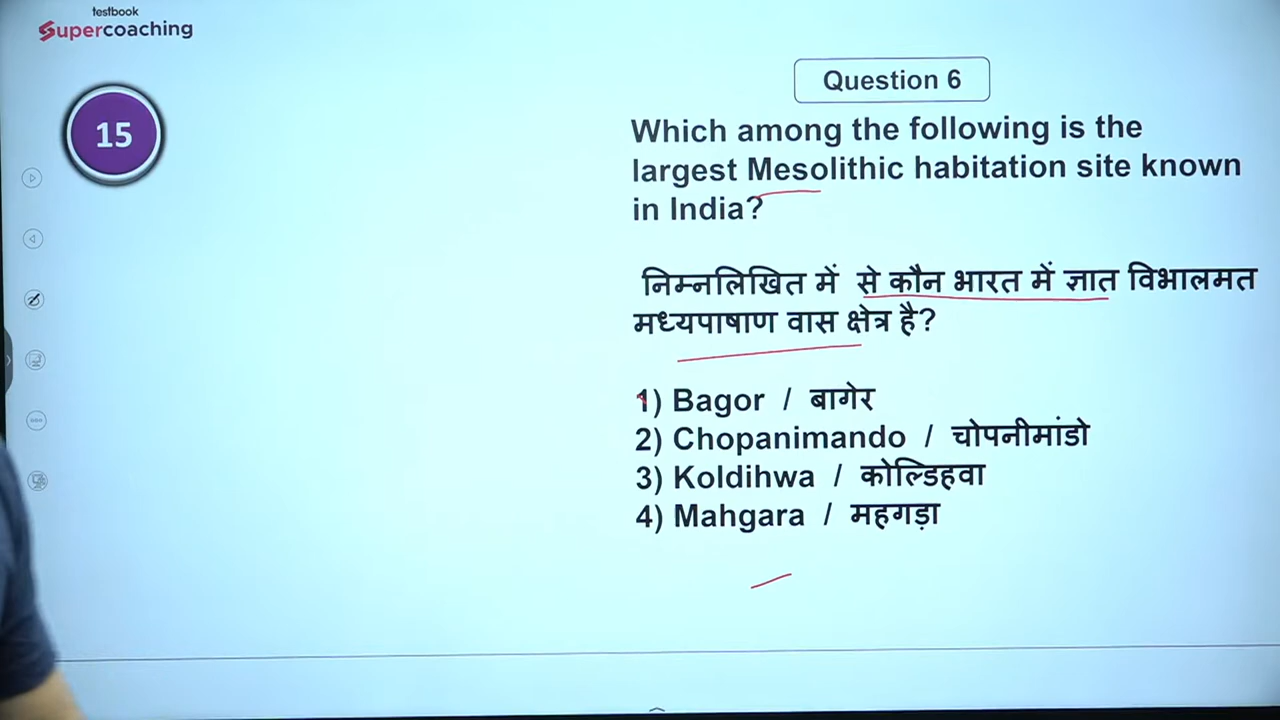 testbook
Supercoaching
15
Question 6
Which among the following is the
largest Mesolithic habitation site known
in India?
निम्नलिखित में से कौन भारत में ज्ञात विभालमत
मध्यपाषाण वास क्षेत्र है?
1) Bagor / बागेर
2) Chopanimando / चोपनीमांडो
3) Koldihwa / कोल्डिहवा
4) Mahgara / महगड़ा